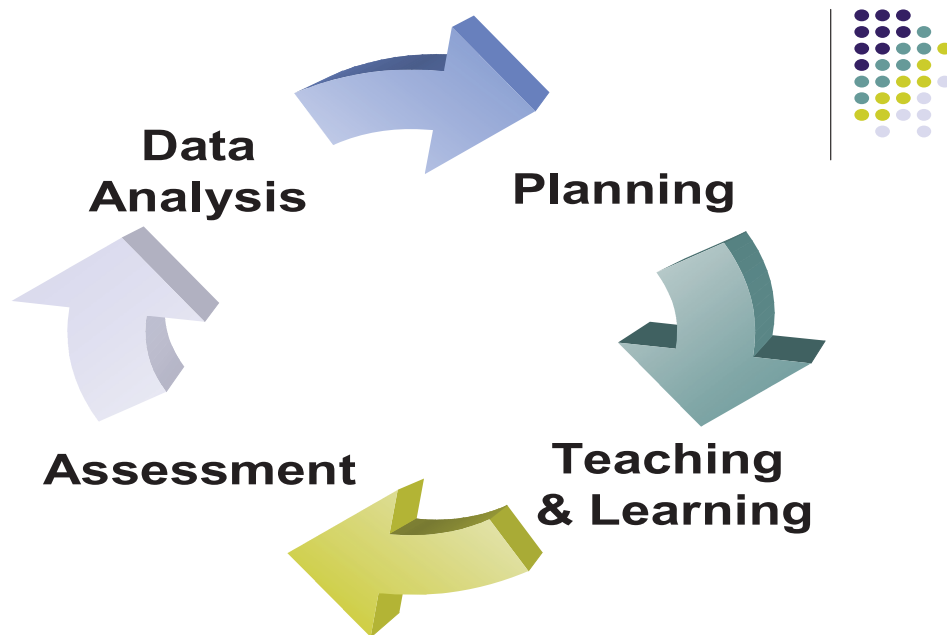 Data
Analysis
Planning
Teaching
& Learning
Assessment